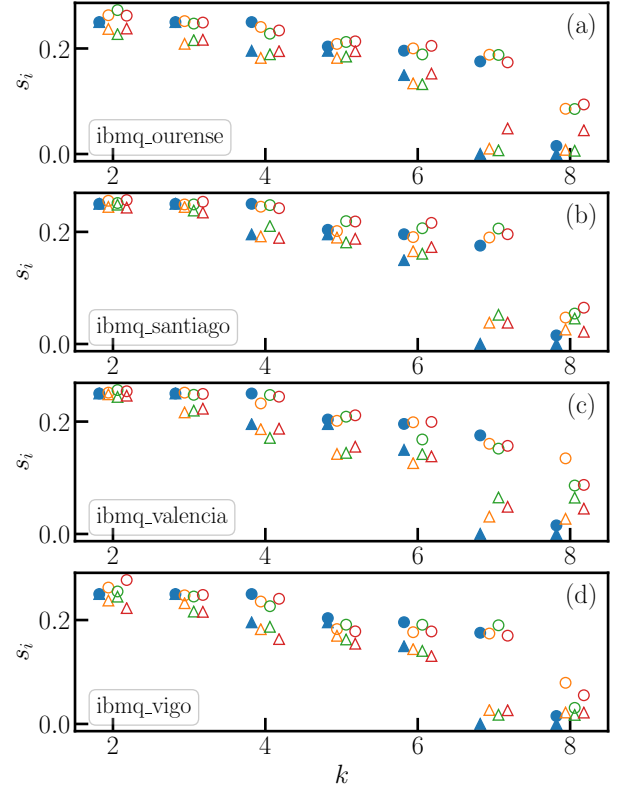 (a)
0.2
s_i
ibmq_ourense
0.0
2 4 6 8
(b)
0.2
s_i
ibmq_santiago
0.0
2 4 6 8
(c)
0.2
s_i
ibmq_valencia
0.0
2 4 6 8
(d)
0.2
s_i
ibmq_vigo
0.0
2 4 6 8
k